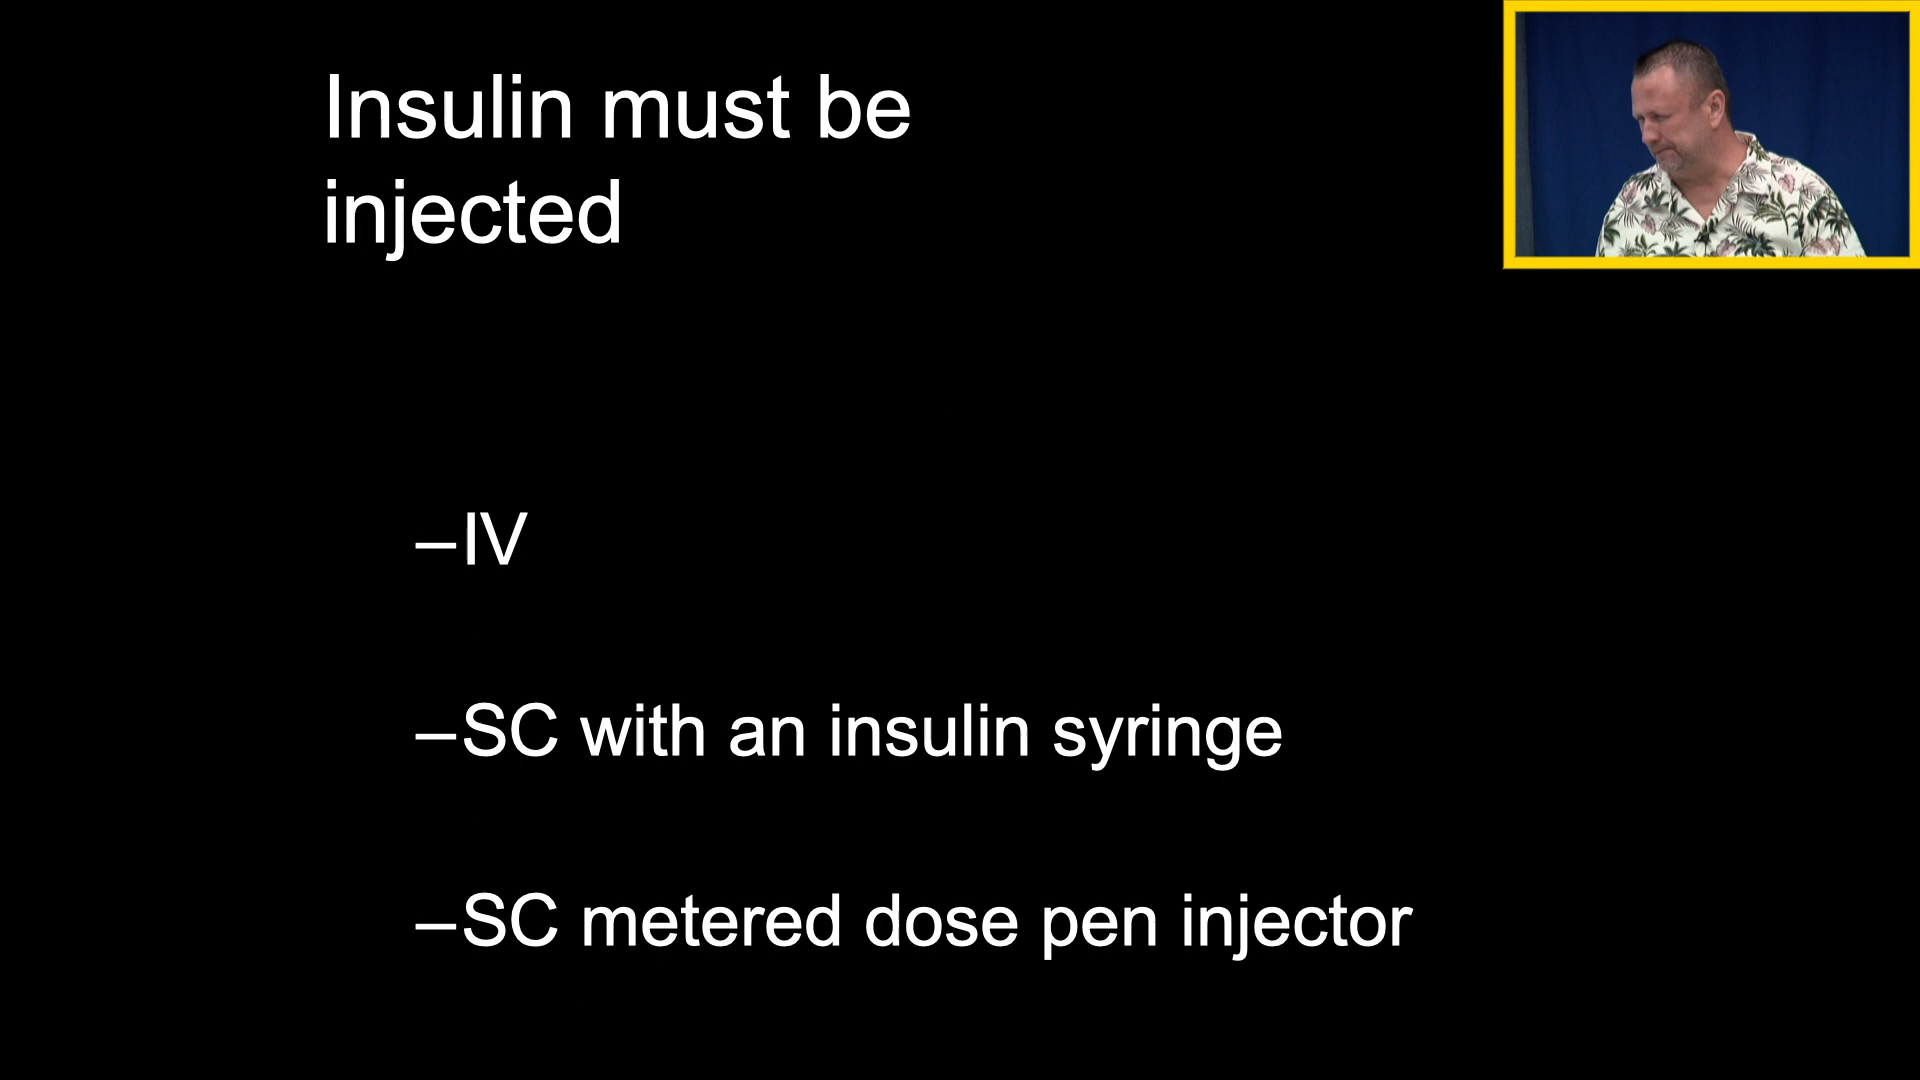 Insulin must be
injected
–IV
–SC with an insulin syringe
–SC metered dose pen injector